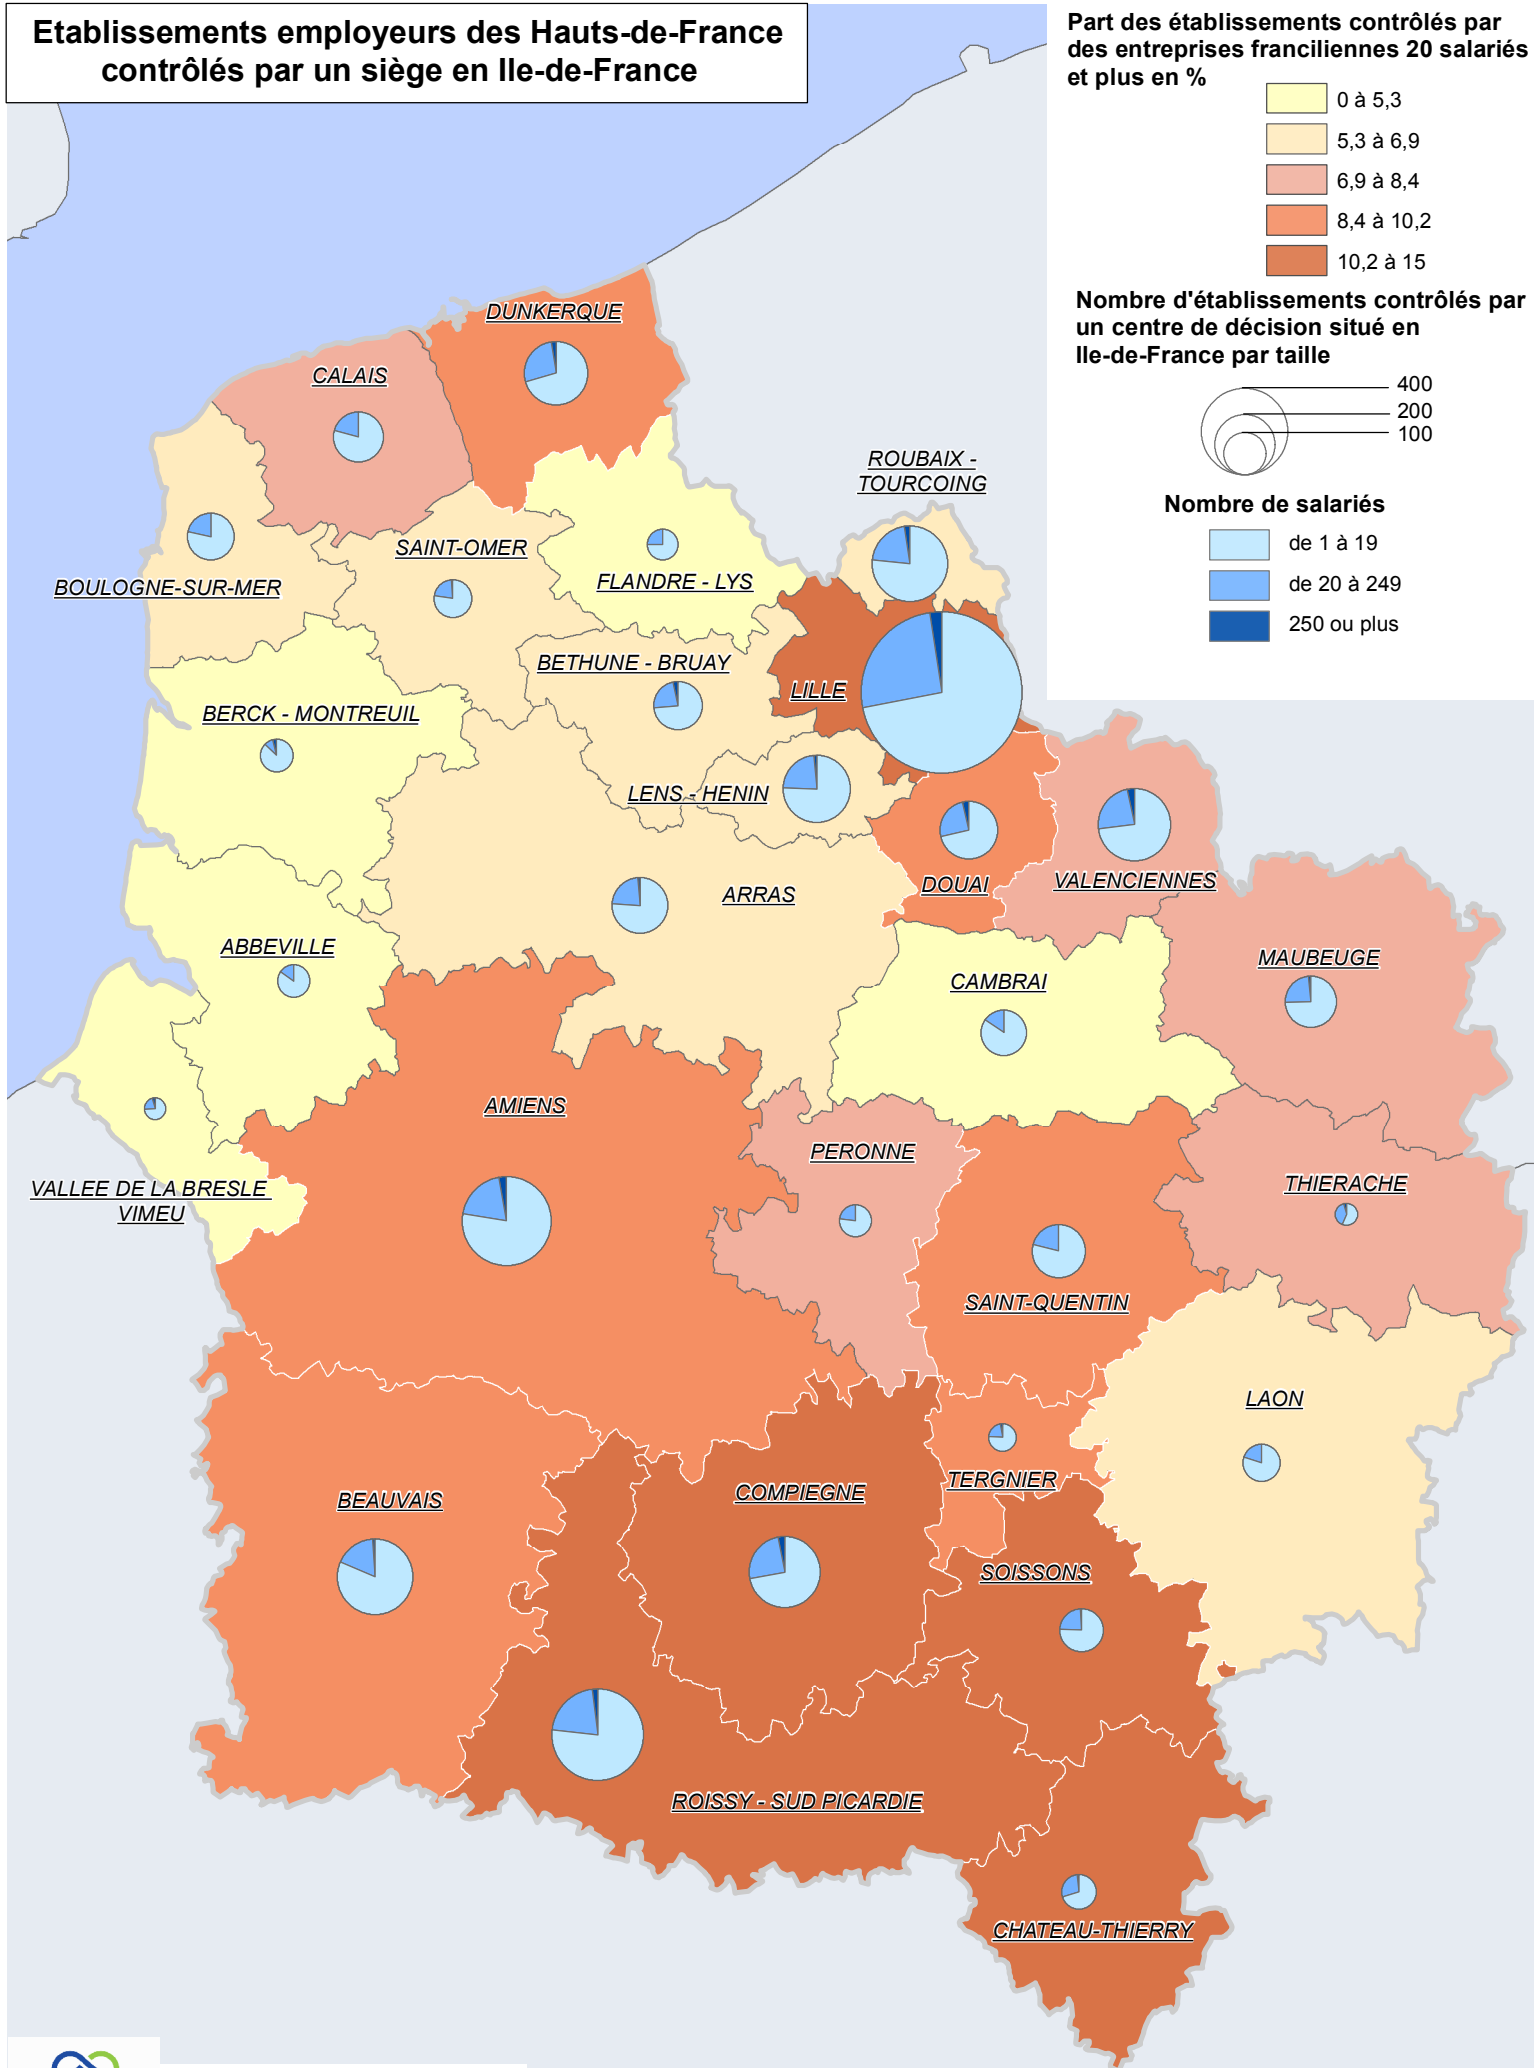 Etablissements employeurs des Hauts-de-France
contrôlés par un siège en Ile-de-France
Part des établissements contrôlés par
des entreprises franciliennes 20 salariés
et plus en %
0 à 5,3
5,3 à 6,9
6,9 à 8,4
8,4 à 10,2
10,2 à 15
Nombre d'établissements contrôlés par
un centre de décision situé en
Ile-de-France par taille
400
200
100
Nombre de salariés
de 1 à 19
de 20 à 249
250 ou plus
DUNKERQUE
CALAIS
ROUBAIX -
TOURCOING
SAINT-OMER
FLANDRE - LYS
BOULOGNE-SUR-MER
BETHUNE - BRUAY
LILLE
BERCK - MONTREUIL
LENS - HENIN
DOUAI
VALENCIENNES
ARRAS
ABBEVILLE
MAUBEUGE
CAMBRAI
AMIENS
PERONNE
THIERACHE
VALLEE DE LA BRESLE
VIMEU
SAINT-QUENTIN
LAON
TERGNIER
COMPIEGNE
BEAUVAIS
SOISSONS
ROISSY - SUD PICARDIE
CHATEAU-THIERRY